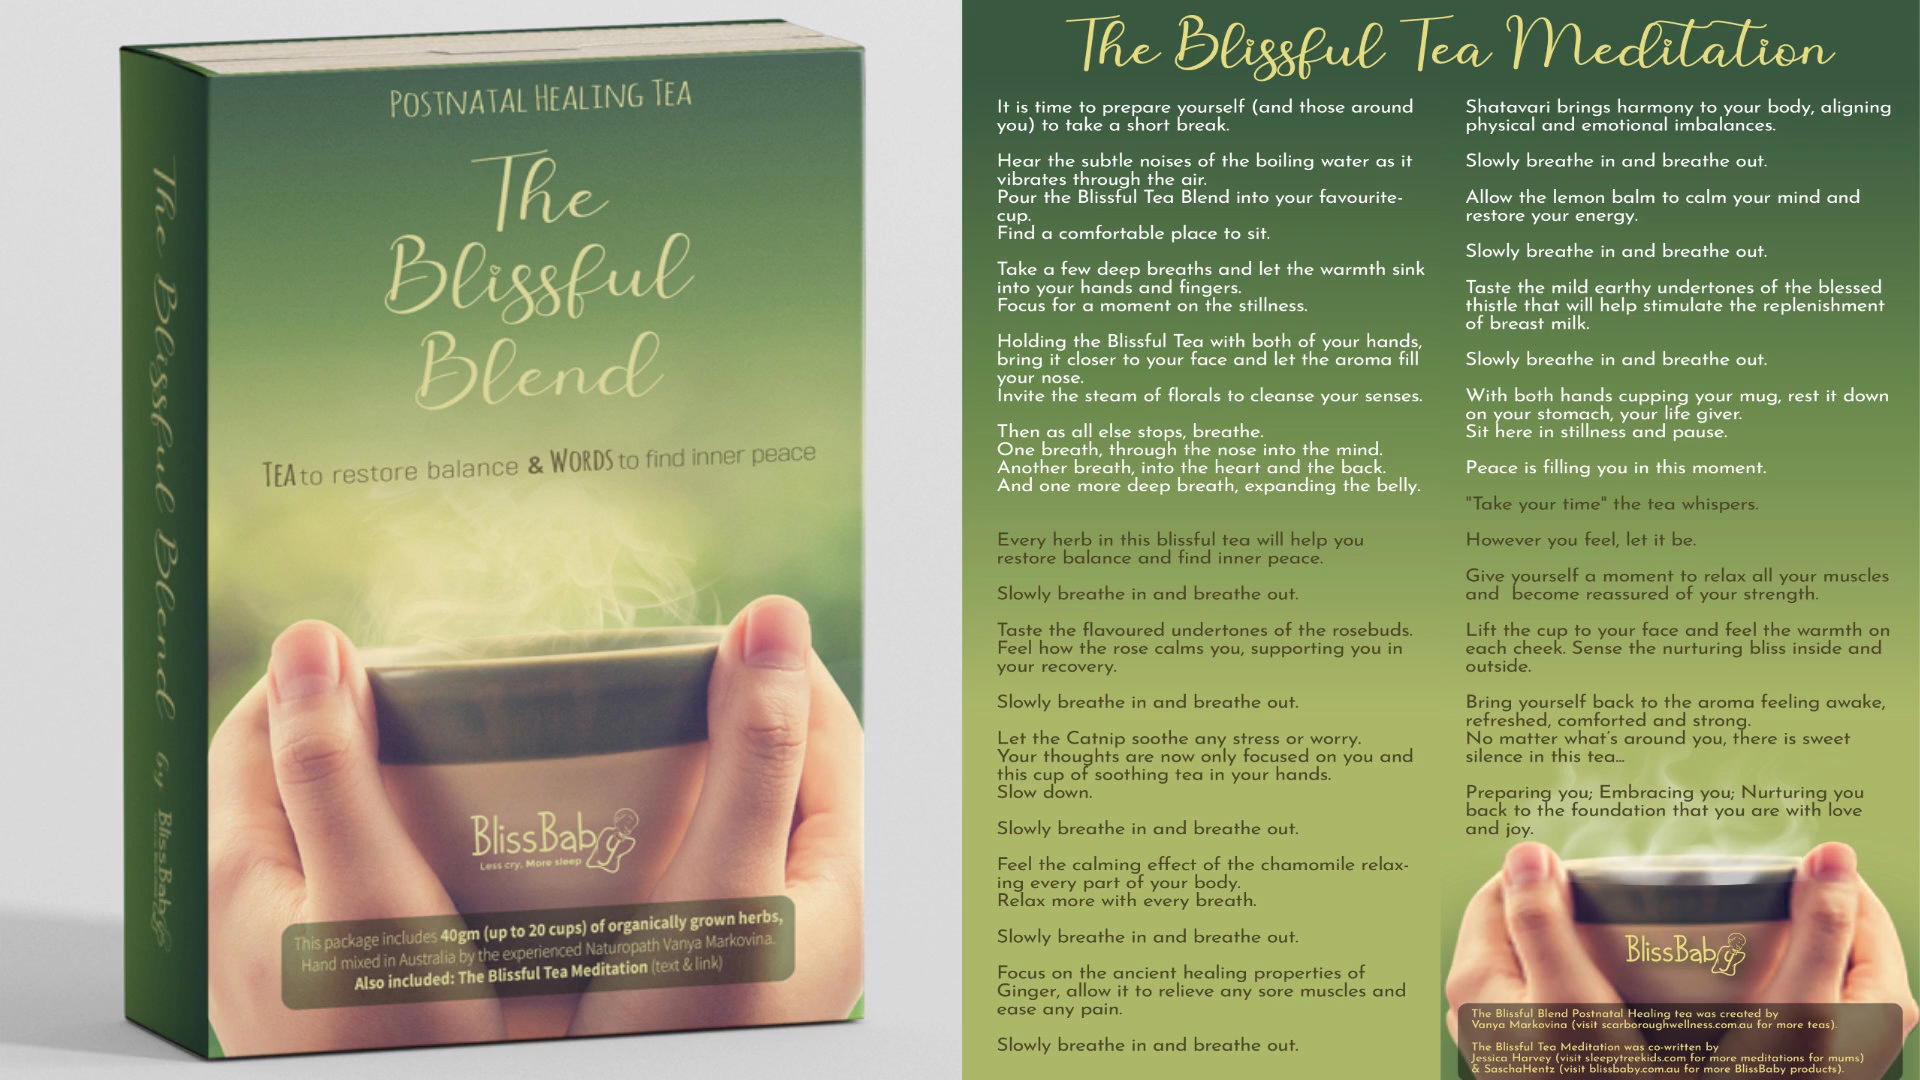 POSTNATAL HEALING TEA
The
Blissful
Blend
TEA to restore balance & WORDS to find inner peace
BlissBaby
Less cry, More sleep
This package includes 40gm (up to 20 cups) of organically grown herbs,
Hand mixed in Australia by the experienced Naturopath Vanya Markovina.
Also included: The Blissful Tea Meditation (text & link)
The Blissful Blend by BlissBaby
The Blissful Tea Meditation
It is time to prepare yourself (and those around
you) to take a short break.
Hear the subtle noises of the boiling water as it
vibrates through the air.
Pour the Blissful Tea Blend into your favourite-
cup.
Find a comfortable place to sit.
Take a few deep breaths and let the warmth sink
into your hands and fingers.
Focus for a moment on the stillness.
Holding the Blissful Tea with both of your hands,
bring it closer to your face and let the aroma fill
your nose.
Invite the steam of florals to cleanse your senses.
Then as all else stops, breathe.
One breath, through the nose into the mind.
Another breath, into the heart and the back.
And one more deep breath, expanding the belly.
Every herb in this blissful tea will help you
restore balance and find inner peace.
Slowly breathe in and breathe out.
Taste the flavoured undertones of the rosebuds.
Feel how the rose calms you, supporting you in
your recovery.
Slowly breathe in and breathe out.
Let the Catnip soothe any stress or worry.
Your thoughts are now only focused on you and
this cup of soothing tea in your hands.
Slow down.
Slowly breathe in and breathe out.
Feel the calming effect of the chamomile relax-
ing every part of your body.
Relax more with every breath.
Slowly breathe in and breathe out.
Focus on the ancient healing properties of
Ginger, allow it to relieve any sore muscles and
ease any pain.
Slowly breathe in and breathe out.
Shatavari brings harmony to your body, aligning
physical and emotional imbalances.
Slowly breathe in and breathe out.
Allow the lemon balm to calm your mind and
restore your energy.
Slowly breathe in and breathe out.
Taste the mild earthy undertones of the blessed
thistle that will help stimulate the replenishment
of breast milk.
Slowly breathe in and breathe out.
With both hands cupping your mug, rest it down
on your stomach, your life giver.
Sit here in stillness and pause.
Peace is filling you in this moment.
"Take your time" the tea whispers.
However you feel, let it be.
Give yourself a moment to relax all your muscles
and become reassured of your strength.
Lift the cup to your face and feel the warmth on
each cheek. Sense the nurturing bliss inside and
outside.
Bring yourself back to the aroma feeling awake,
refreshed, comforted and strong.
No matter what's around you, there is sweet
silence in this tea...
Preparing you; Embracing you; Nurturing you
back to the foundation that you are with love
and joy.
BlissBaby
The Blissful Blend Postnatal Healing tea was created by
Vanya Markovina (visit scarboroughwellness.com.au for more teas).
The Blissful Tea Meditation was co-written by
Jessica Harvey (visit sleepytreekids.com for more meditations for mums)
& SaschaHentz (visit blissbaby.com.au for more BlissBaby products).